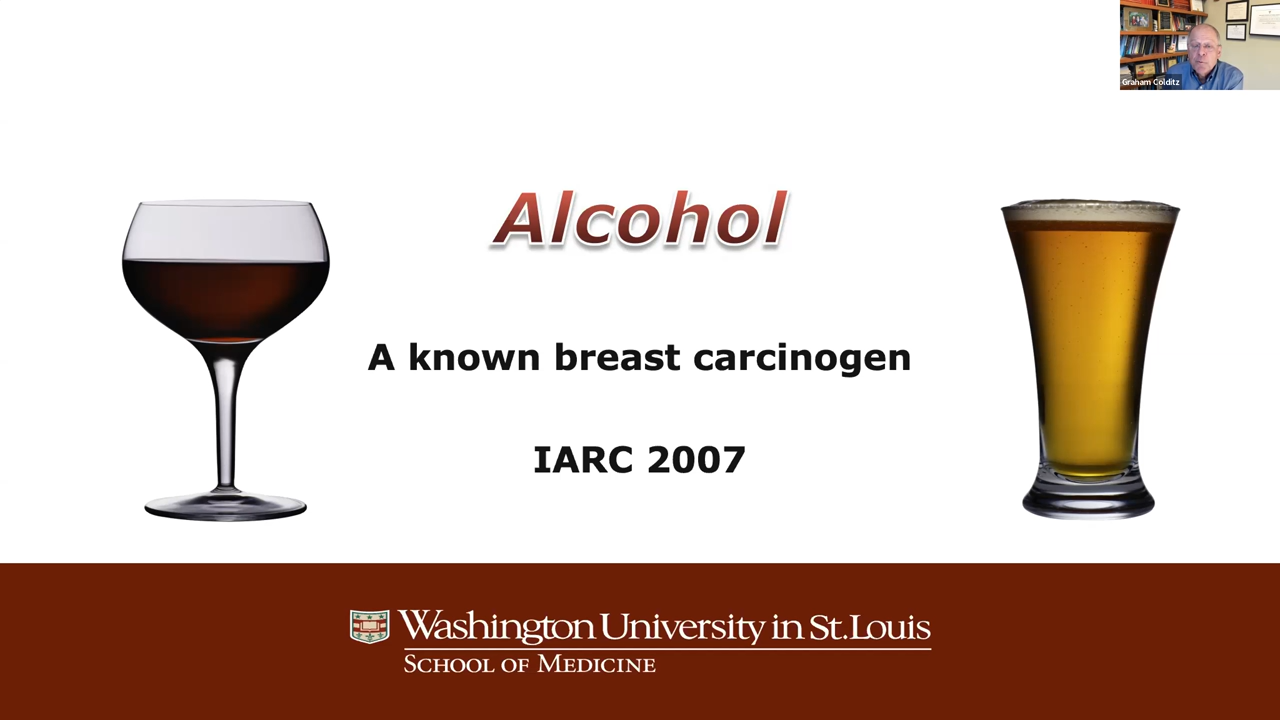 Graham Colditz
Alcohol
A known breast carcinogen
IARC 2007
Washington University in St. Louis
SCHOOL OF MEDICINE